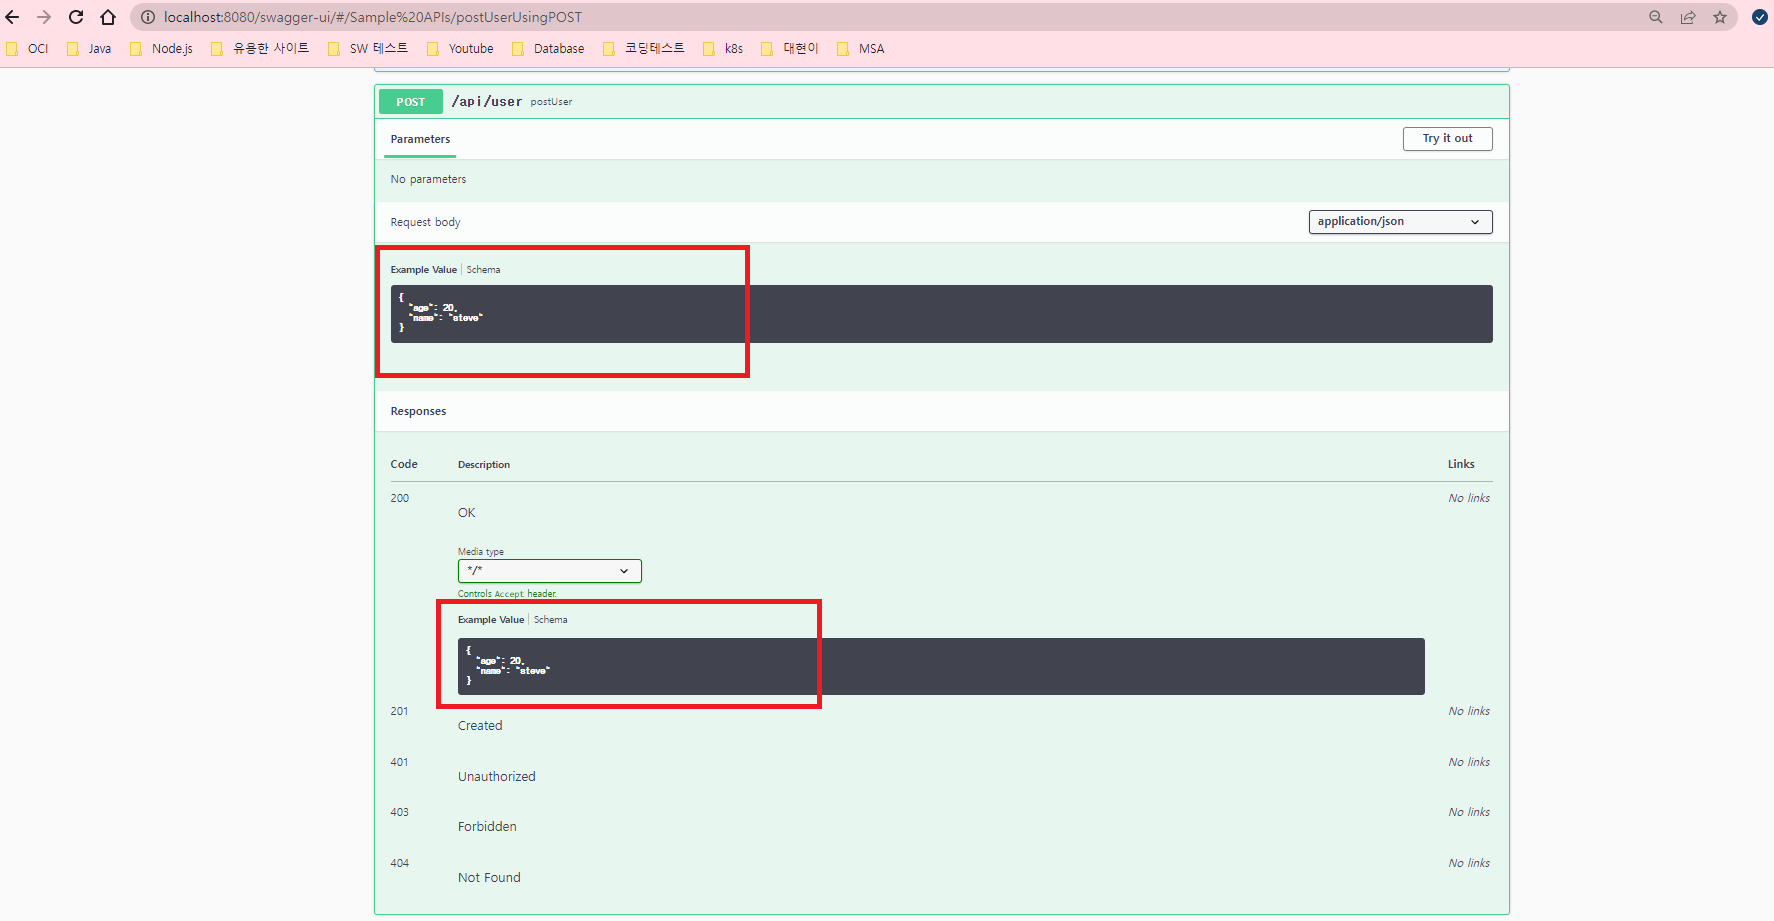 localhost:8080/swagger-ui/#/Sample%20APIs/postUserUsingPOST
OCI Java Node.js 유용한 사이트 SW 테스트 Youtube Database 코딩테스트 k8s 대현이 MSA
POST /api/user postUser
Parameters Try it out
No parameters
Request body application/json
Example Value Schema
{
"age": 20,
"name": "steve"
}
Responses
Code Description Links
200 No links
OK
Media type
*/*
Controls Accept header.
Example Value Schema
{
"age": 20,
"name": "steve"
}
201 No links
Created
401 No links
Unauthorized
403 No links
Forbidden
404 No links
Not Found